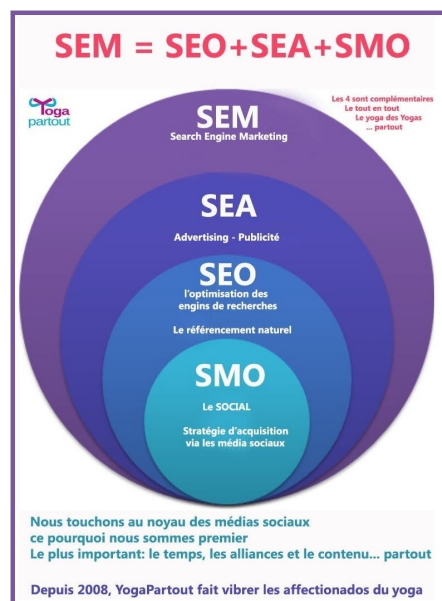 SEM = SEO+SEA+SMO
Yoga
partout
Les 4 sont complémentaires
Le tout en tout
Le yoga des Yogas
... partout
SEM
Search Engine Marketing
SEA
Advertising - Publicité
SEO
l'optimisation des
engins de recherches
Le référencement naturel
SMO
Le SOCIAL
Stratégie d'acquisition
via les média sociaux
Nous touchons au noyau des médias sociaux
ce pourquoi nous sommes premier
Le plus important: le temps, les alliances et le contenu... partout
Depuis 2008, YogaPartout fait vibrer les affectionados du yoga